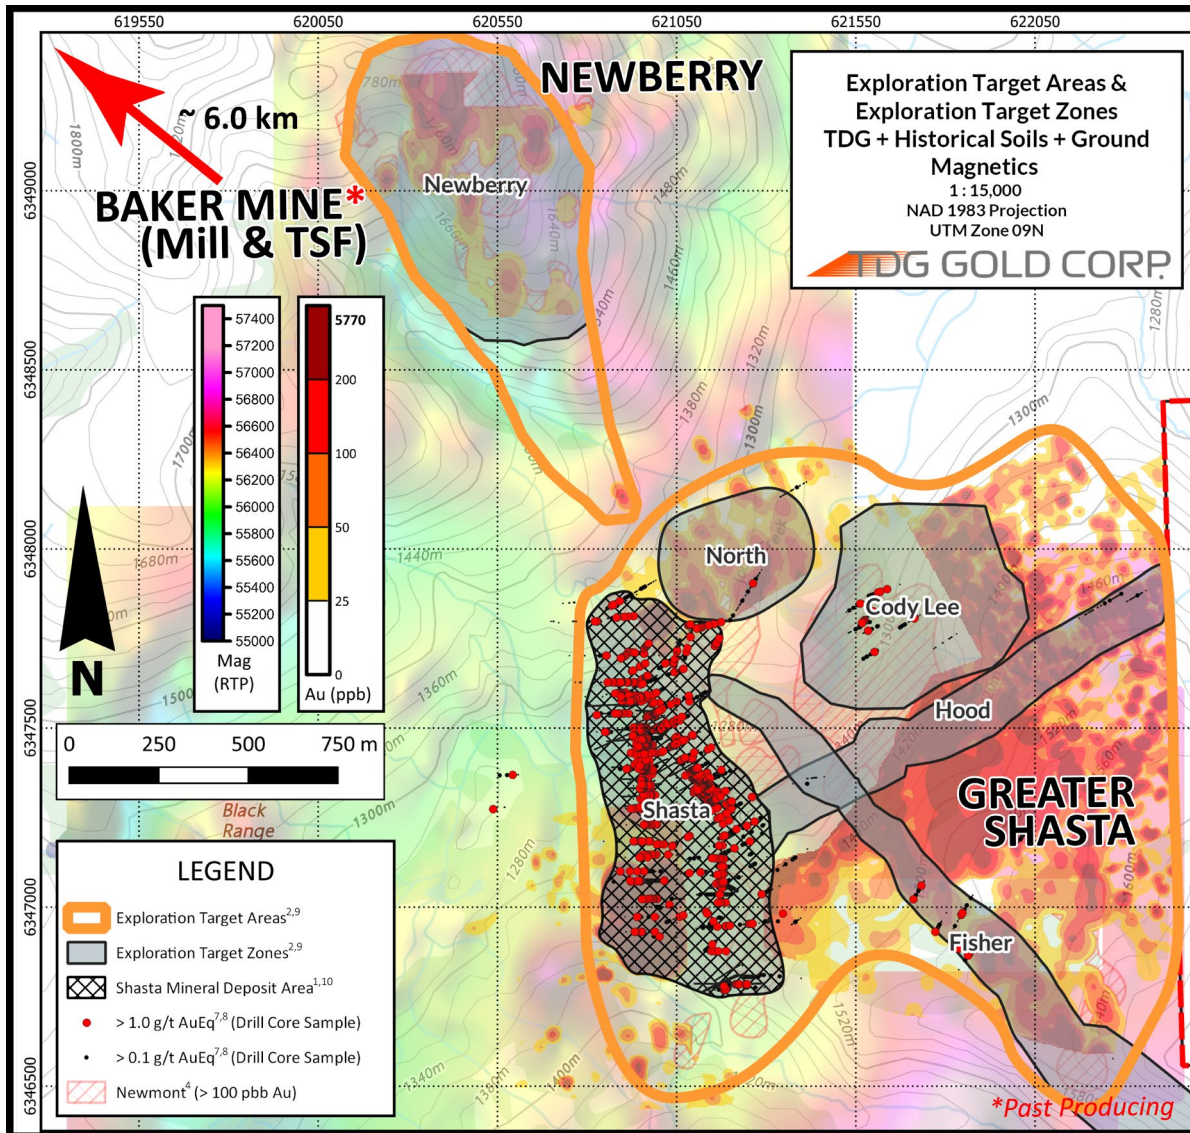 619550 620050 620550 621050 621550 622050
NEWBERRY
Exploration Target Areas &
Exploration Target Zones
TDG + Historical Soils + Ground
Magnetics
1 : 15,000
NAD 1983 Projection
UTM Zone 09N
TDG GOLD CORP.
~ 6.0 km
BAKER MINE*
(Mill & TSF)
Newberry
6349000
6348500
6348000
6347500
6347000
6346500
57400
57200
57000
56800
56600
56400
56200
56000
55800
55600
55400
55200
55000
Mag
(RTP)
5770
200
100
50
25
0
Au (ppb)
N
0 250 500 750 m
Black
Range
1800m
1480m
1460m
1320m
1380m
1300m
1280m
1300m
1440m
1680m
1360m
1300m
1280m
1340m
1380m
1400m
1520m
1660m
1640m
1760m
North
Cody Lee
Hood
Shasta
Fisher
GREATER
SHASTA
LEGEND
Exploration Target Areas2,9
Exploration Target Zones2,9
Shasta Mineral Deposit Area1,10
> 1.0 g/t AuEq7,8 (Drill Core Sample)
> 0.1 g/t AuEq7,8 (Drill Core Sample)
Newmont4 (> 100 pbb Au)
*Past Producing